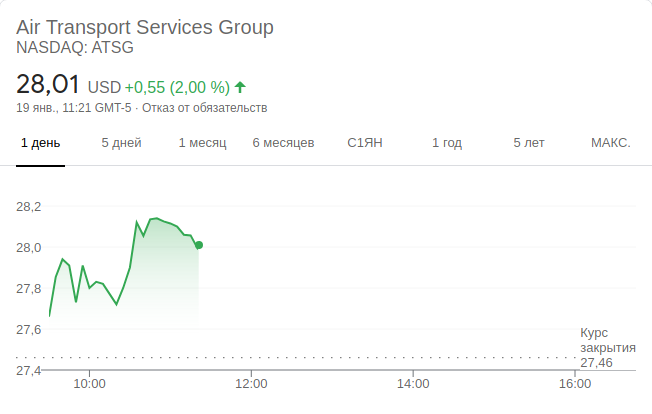 Air Transport Services Group
NASDAQ: ATSG
28,01 USD +0,55 (2,00 %)
19 янв., 11:21 GMT-5 · Отказ от обязательств
1 день 5 дней 1 месяц 6 месяцев С1ЯН 1 год 5 лет МАКС.
28,2
28,0
27,8
27,6
Курс
закрытия
27,46
27,4
10:00 12:00 14:00 16:00